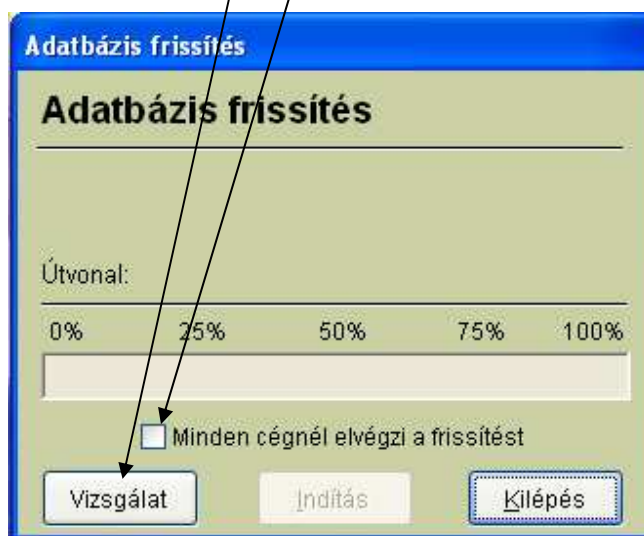 Adatbázis frissítés
Adatbázis frissítés
Útvonal:
0% 25% 50% 75% 100%
Minden cégnél elvégzi a frissítést
Vizsgálat Indítás Kilépés